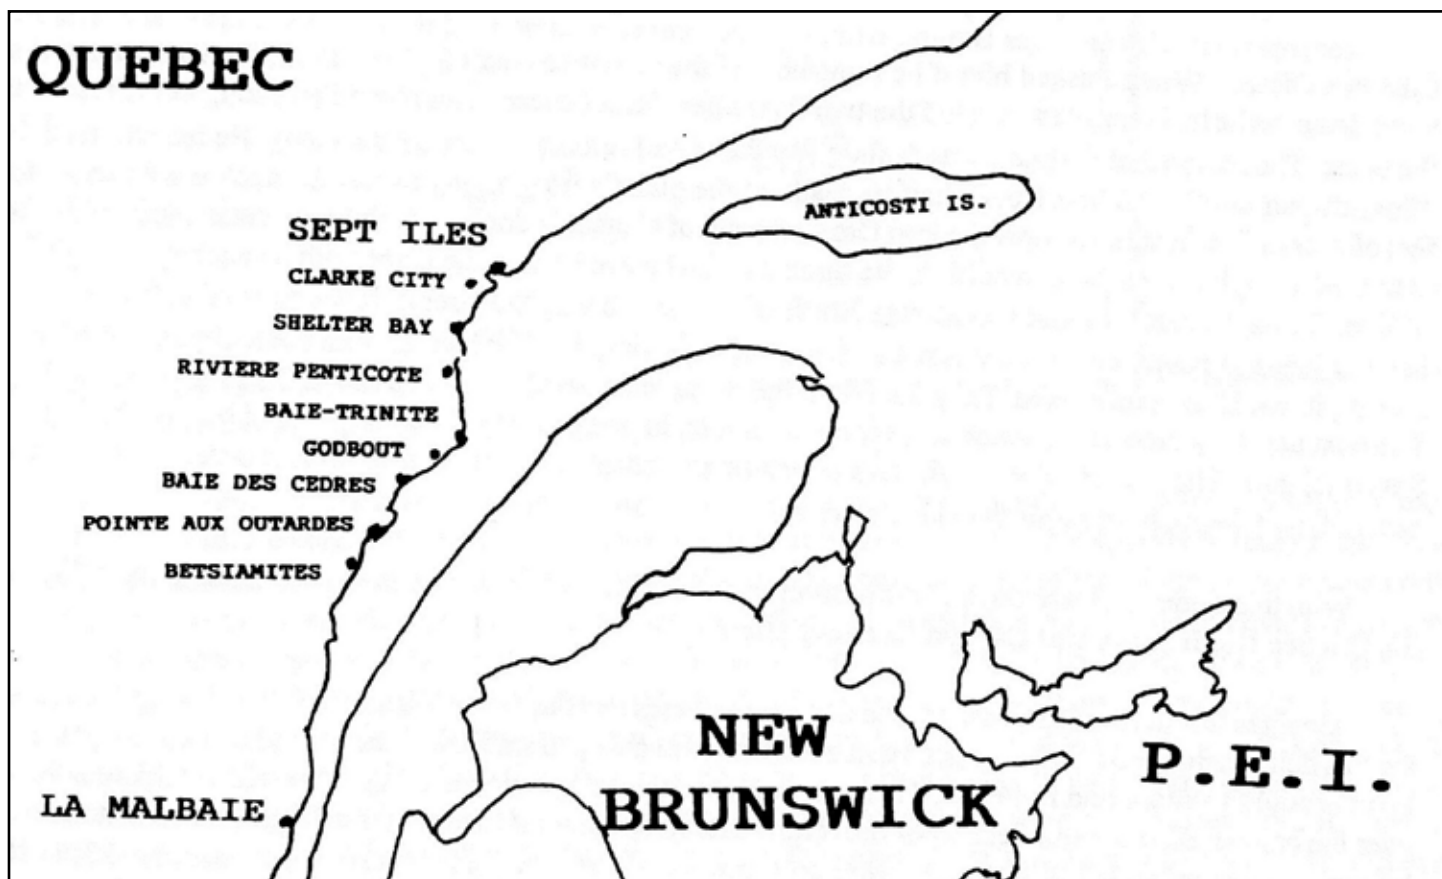 QUEBEC
ANTICOSTI IS.
SEPT ILES
CLARKE CITY
SHELTER BAY
RIVIERE PENTICOTE
BAIE-TRINITE
GODBOUT
BAIE DES CEDRES
POINTE AUX OUTARDES
BETSIAMITES
NEW
BRUNSWICK
P.E.I.
LA MALBAIE